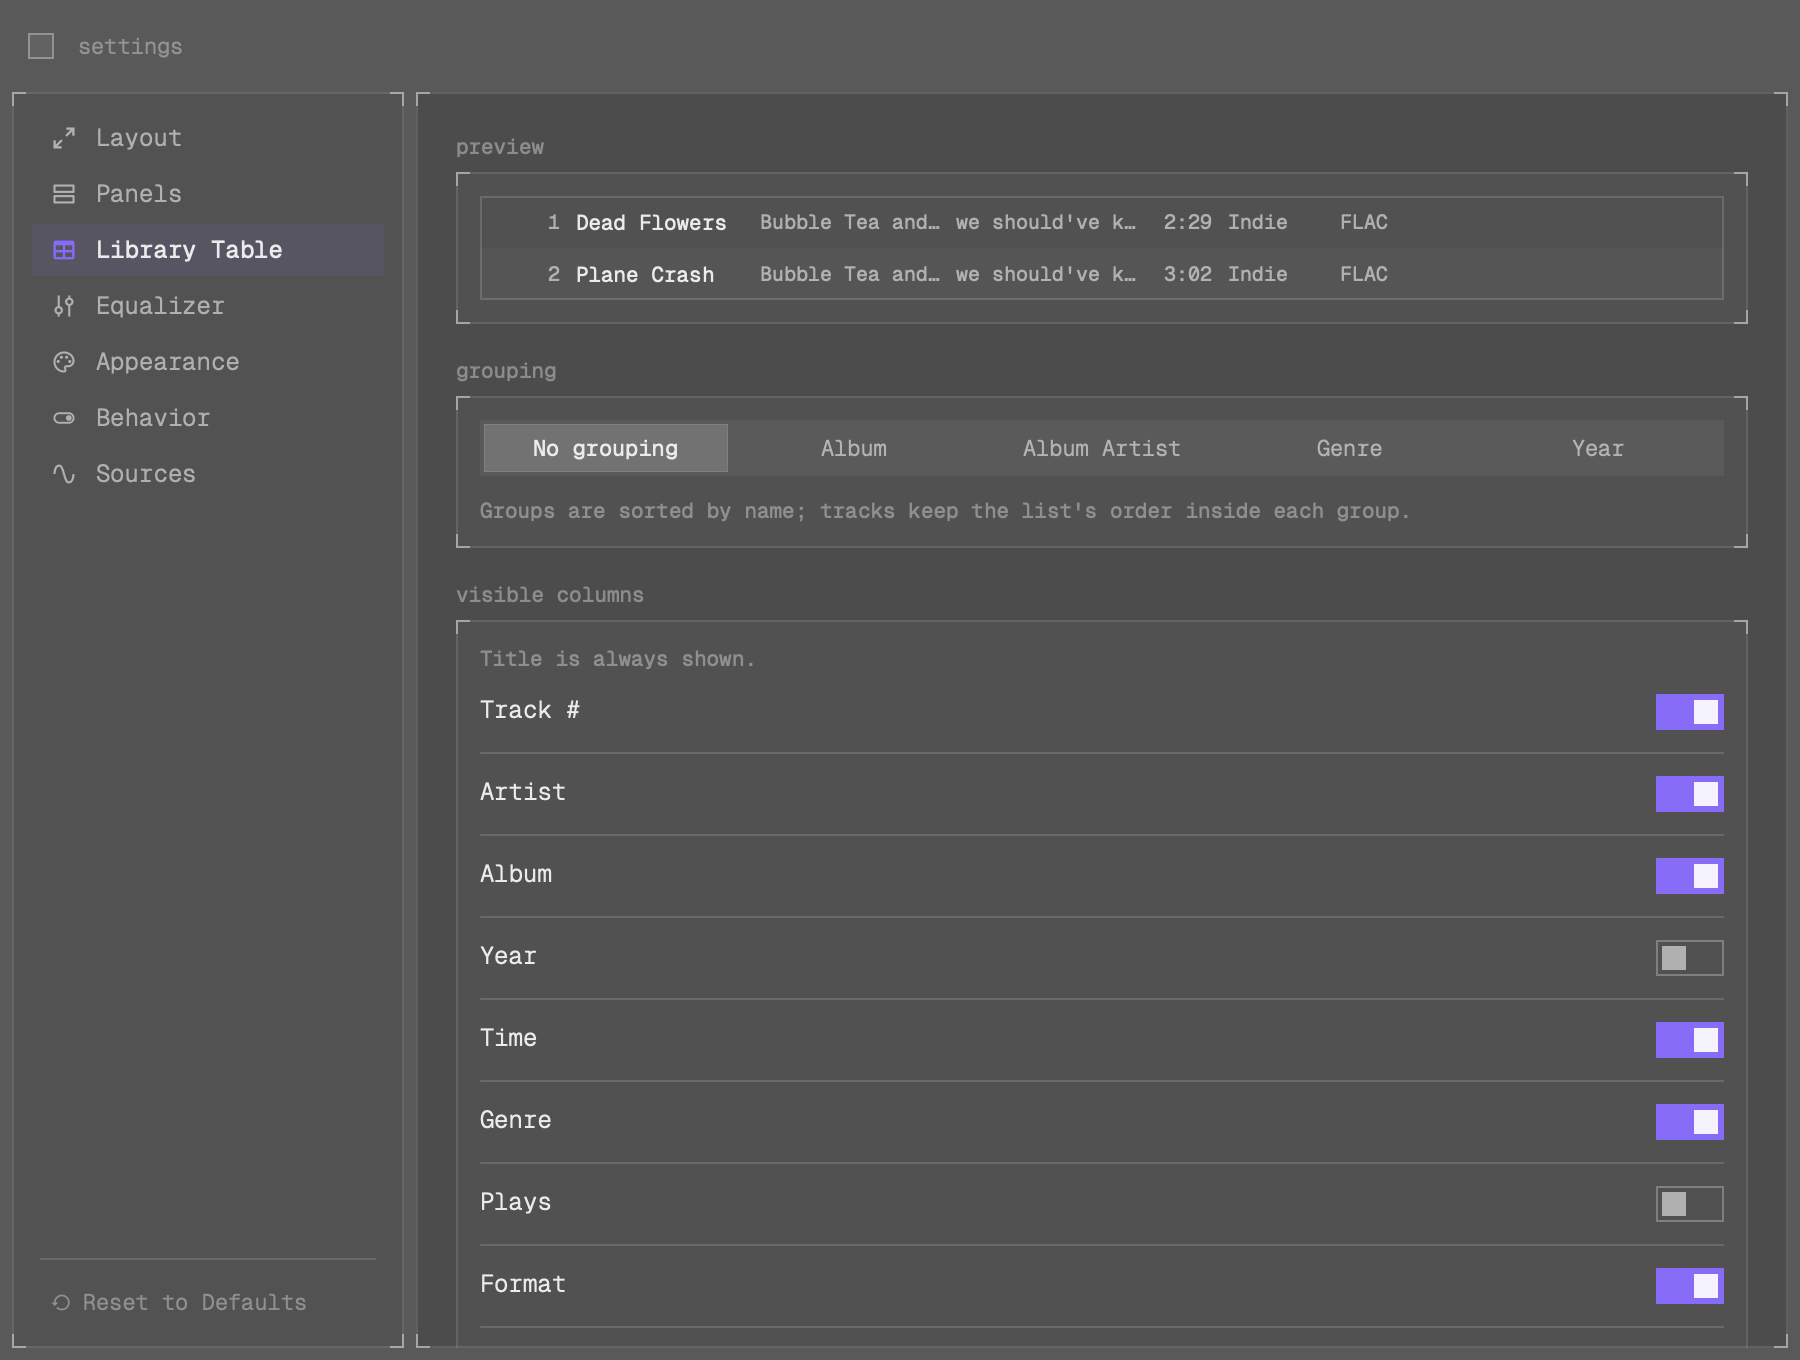 settings
Layout
Panels
Library Table
Equalizer
Appearance
Behavior
Sources
Reset to Defaults
preview
1 Dead Flowers Bubble Tea and… we should've k… 2:29 Indie FLAC
2 Plane Crash Bubble Tea and… we should've k… 3:02 Indie FLAC
grouping
No grouping Album Album Artist Genre Year
Groups are sorted by name; tracks keep the list's order inside each group.
visible columns
Title is always shown.
Track #
Artist
Album
Year
Time
Genre
Plays
Format